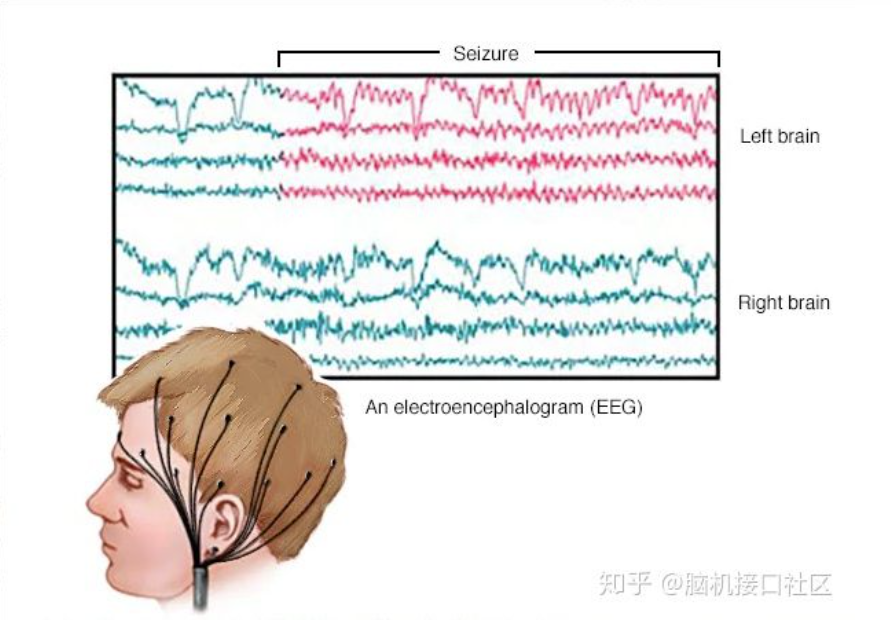 Seizure
Left brain
Right brain
An electroencephalogram (EEG)
知乎 @脑机接口社区